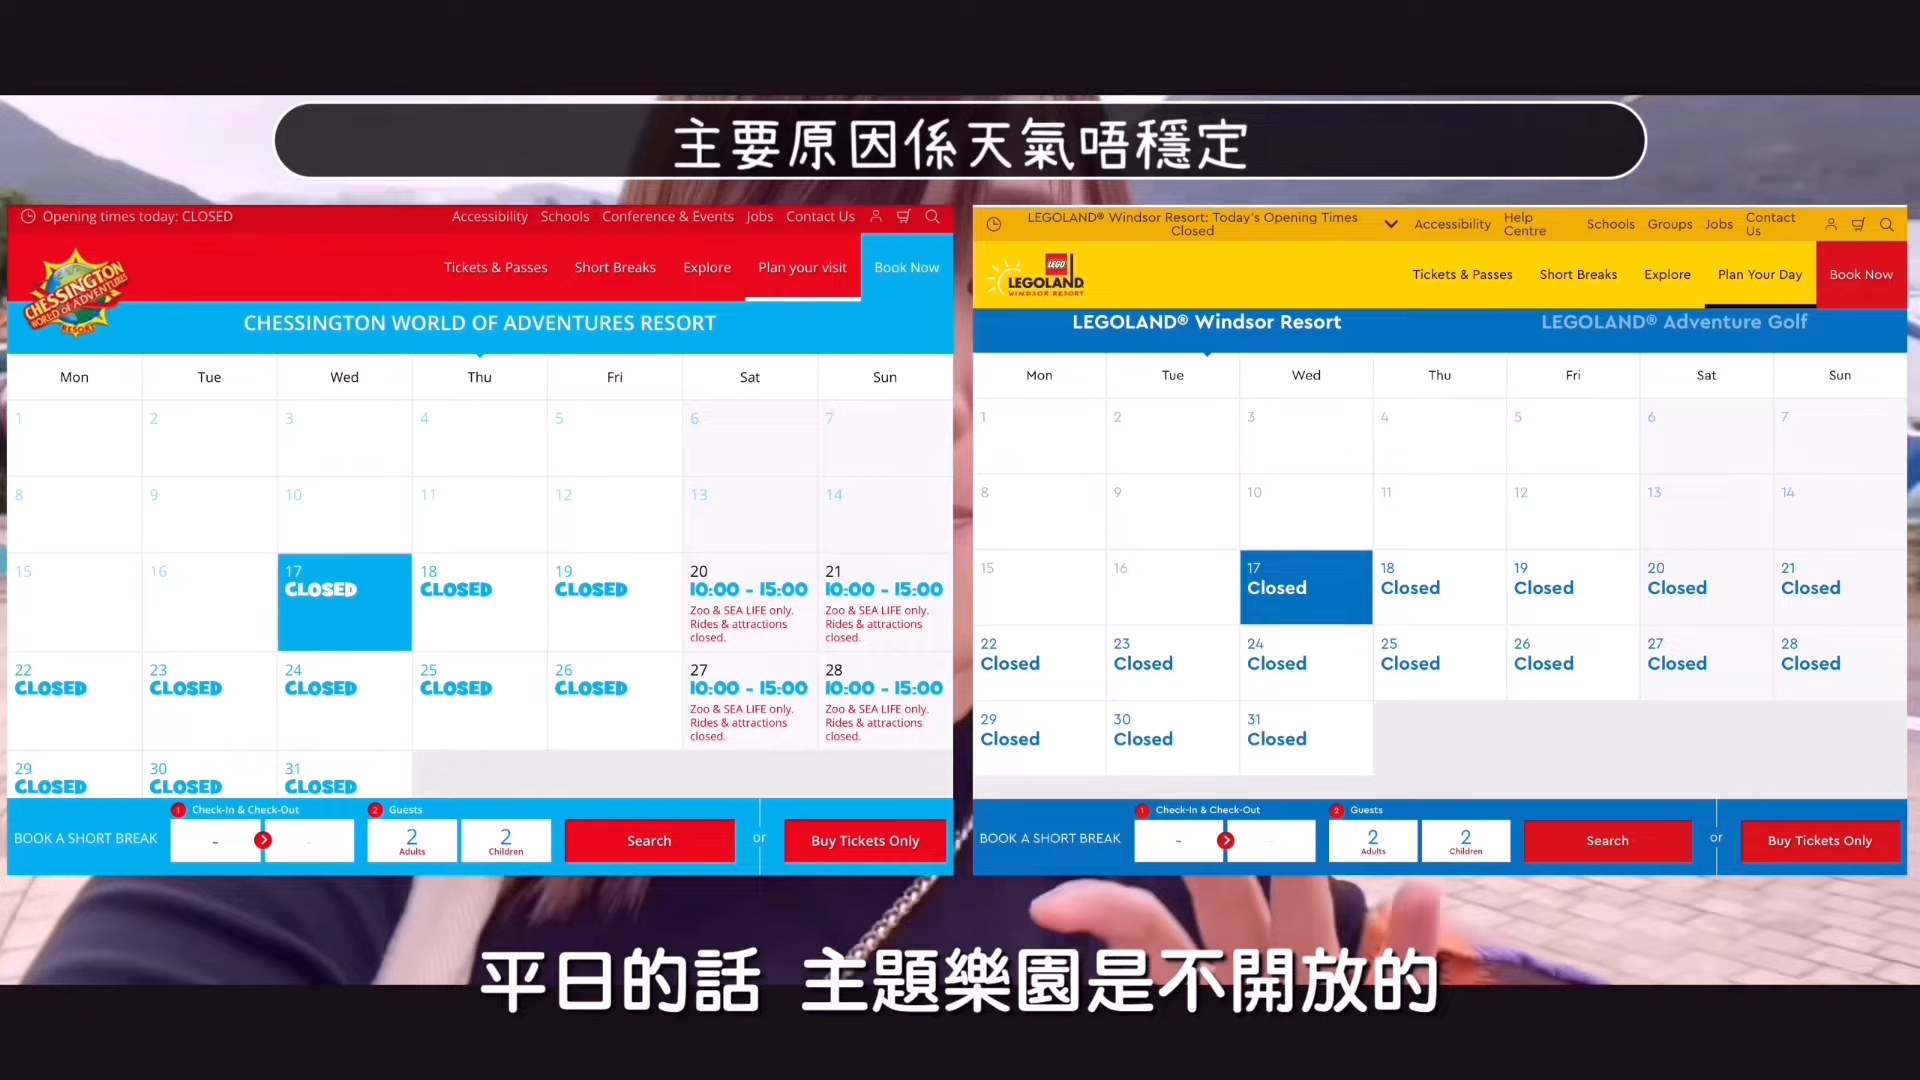 主要原因係天氣唔穩定
Opening times today: CLOSED
Accessibility Schools Conference & Events Jobs Contact Us
CHESSINGTON
WORLD OF ADVENTURES
RESORT
Tickets & Passes Short Breaks Explore Plan your visit Book Now
CHESSINGTON WORLD OF ADVENTURES RESORT
Mon Tue Wed Thu Fri Sat Sun
1 2 3 4 5 6 7
8 9 10 11 12 13 14
15 16 17 18 19 20 21
CLOSED CLOSED CLOSED 10:00 - 15:00 10:00 - 15:00
Zoo & SEA LIFE only. Zoo & SEA LIFE only.
Rides & attractions Rides & attractions
closed. closed.
22 23 24 25 26 27 28
CLOSED CLOSED CLOSED CLOSED CLOSED 10:00 - 15:00 10:00 - 15:00
Zoo & SEA LIFE only. Zoo & SEA LIFE only.
Rides & attractions Rides & attractions
closed. closed.
29 30 31
CLOSED CLOSED CLOSED
1 Check-In & Check-Out 2 Guests
BOOK A SHORT BREAK - - 2 2 Search or Buy Tickets Only
Adults Children
LEGOLAND® Windsor Resort: Today's Opening Times
Closed
Accessibility Help Centre Schools Groups Jobs Contact Us
LEGO
LEGOLAND
WINDSOR RESORT
Tickets & Passes Short Breaks Explore Plan Your Day Book Now
LEGOLAND® Windsor Resort LEGOLAND® Adventure Golf
Mon Tue Wed Thu Fri Sat Sun
1 2 3 4 5 6 7
8 9 10 11 12 13 14
15 16 17 18 19 20 21
Closed Closed Closed Closed Closed
22 23 24 25 26 27 28
Closed Closed Closed Closed Closed Closed Closed
29 30 31
Closed Closed Closed
1 Check-In & Check-Out 2 Guests
BOOK A SHORT BREAK - - 2 2 Search or Buy Tickets Only
Adults Children
平日的話 主題樂園是不開放的